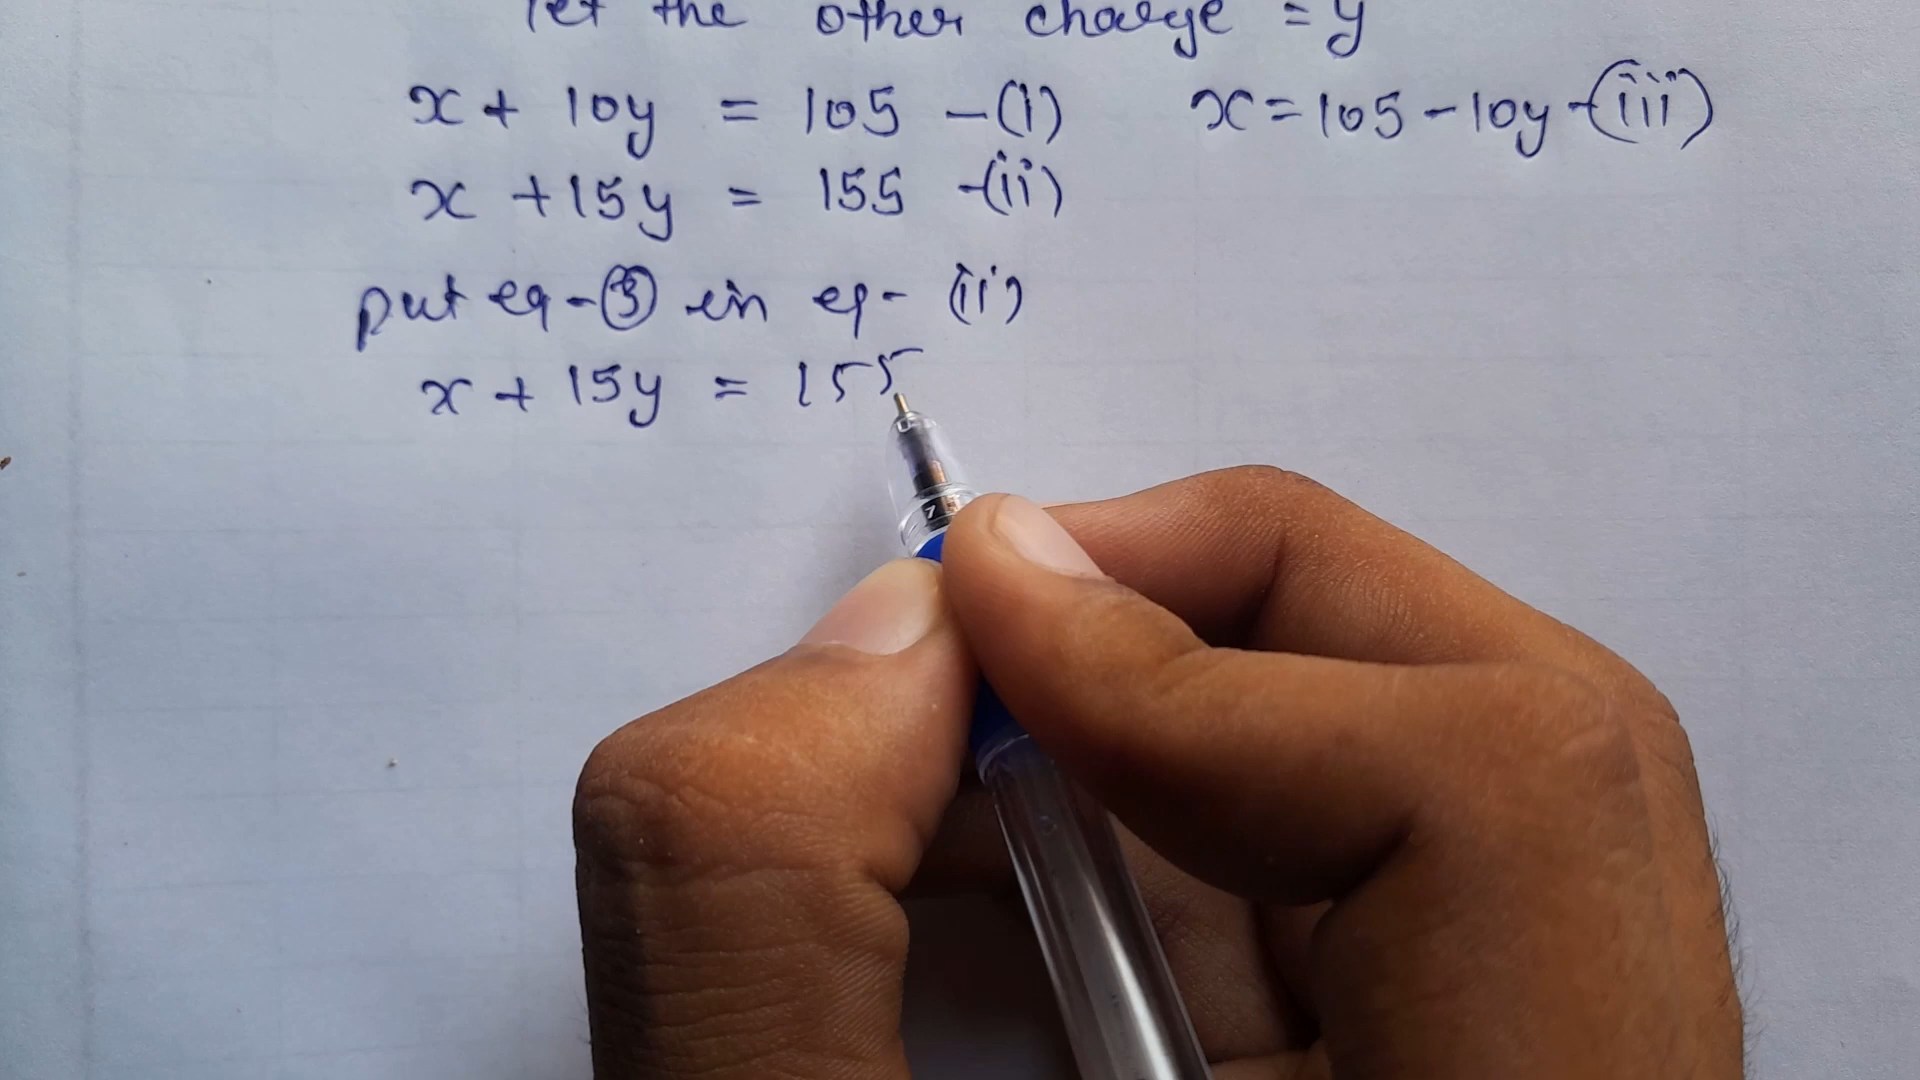 let the other charge = y
x + 10y = 105 -(i) x = 105 - 10y -(iii)
x + 15y = 155 -(ii)
put eq - (3) in eq - (ii)
x + 15y = 155